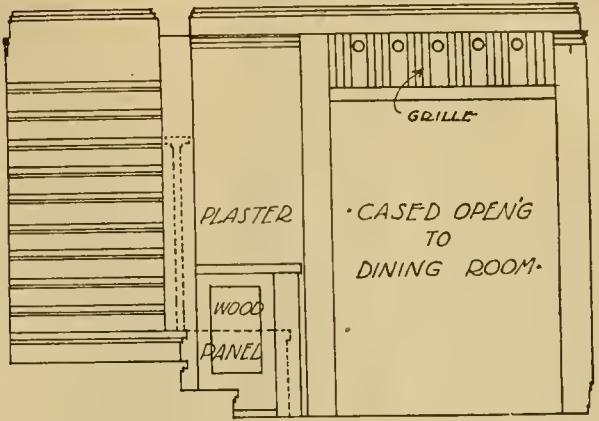 GRILLE
PLASTER
·CASED OPEN'G
TO
DINING ROOM·
WOOD
PANEL